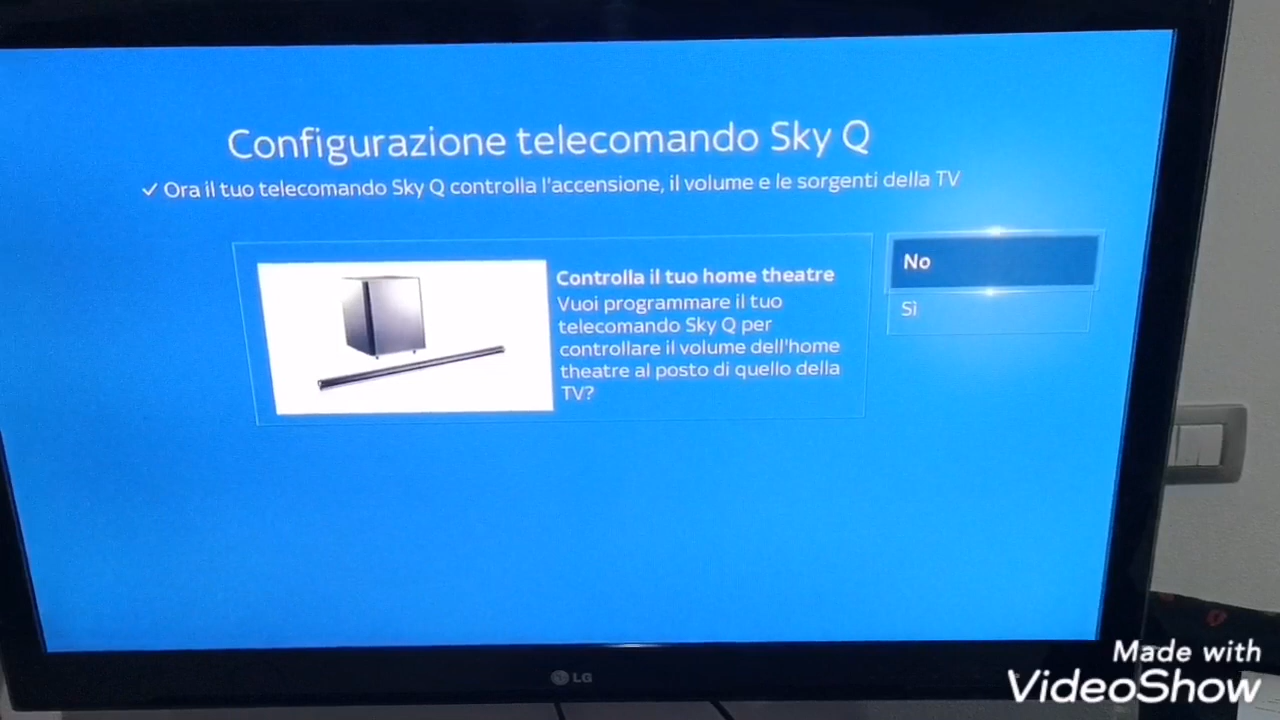 Configurazione telecomando Sky Q
✓ Ora il tuo telecomando Sky Q controlla l'accensione, il volume e le sorgenti della TV
Controlla il tuo home theatre
Vuoi programmare il tuo
telecomando Sky Q per
controllare il volume dell'home
theatre al posto di quello della
TV?
No
Sì
LG
Made with
VideoShow